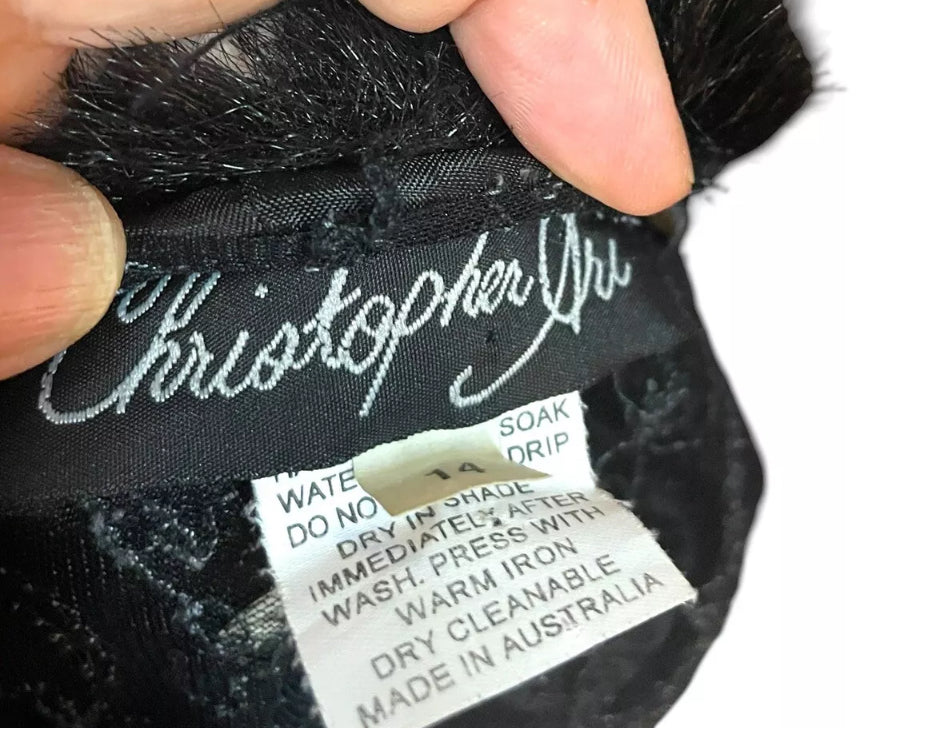 Christopher Ari
14
SOAK
WATE DRIP
DO NO
DRY IN SHADE
IMMEDIATELY AFTER
WASH. PRESS WITH
WARM IRON
DRY CLEANABLE
MADE IN AUSTRALIA